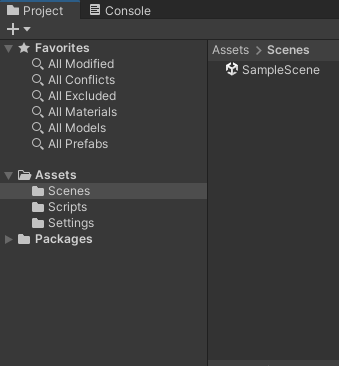 Project Console
Favorites
All Modified
All Conflicts
All Excluded
All Materials
All Models
All Prefabs
Assets
Scenes
Scripts
Settings
Packages
Assets > Scenes
SampleScene